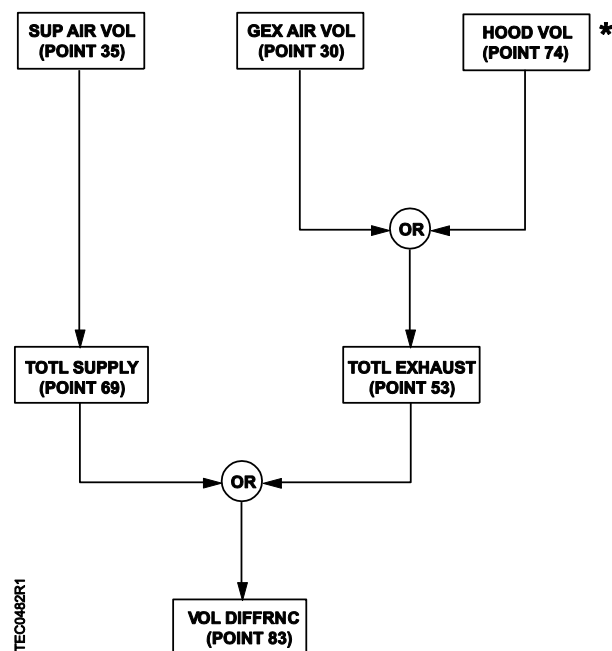 SUP AIR VOL
(POINT 35)
GEX AIR VOL
(POINT 30)
HOOD VOL
(POINT 74)
*
OR
TOTL SUPPLY
(POINT 69)
TOTL EXHAUST
(POINT 53)
OR
VOL DIFFRNC
(POINT 83)
TEC0482R1